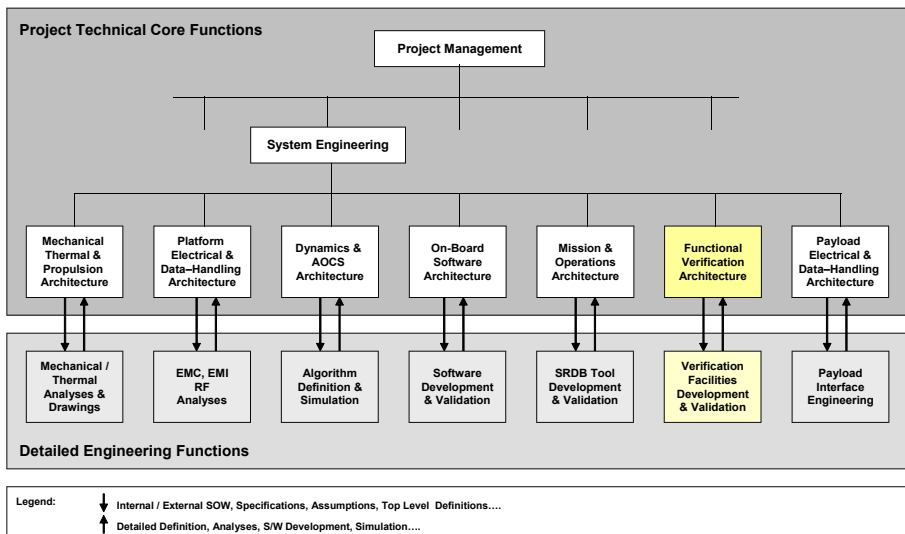 Project Technical Core Functions
Project Management
System Engineering
Mechanical
Thermal &
Propulsion
Architecture
Platform
Electrical &
Data–Handling
Architecture
Dynamics &
AOCS
Architecture
On-Board
Software
Architecture
Mission &
Operations
Architecture
Functional
Verification
Architecture
Payload
Electrical
& Data–Handling
Architecture
Mechanical /
Thermal
Analyses &
Drawings
EMC, EMI
RF
Analyses
Algorithm
Definition &
Simulation
Software
Development
& Validation
SRDB Tool
Development
& Validation
Verification
Facilities
Development
& Validation
Payload
Interface
Engineering
Detailed Engineering Functions
Legend:
Internal / External SOW, Specifications, Assumptions, Top Level Definitions....
Detailed Definition, Analyses, S/W Development, Simulation....